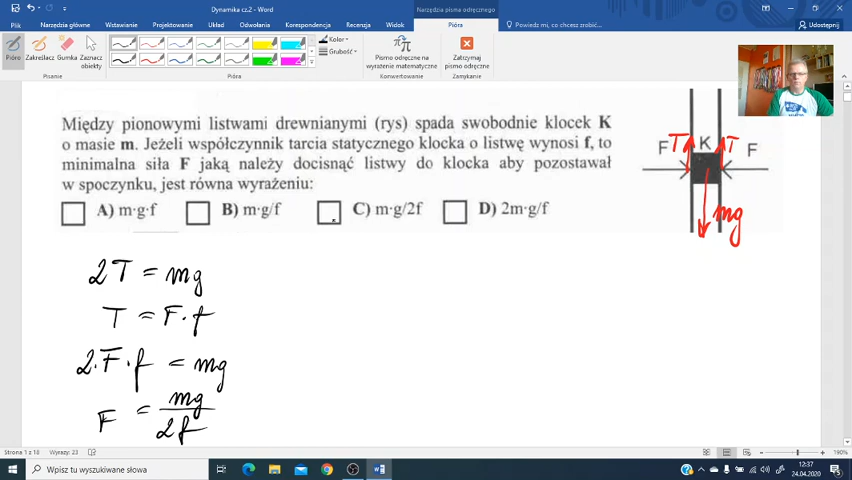 Dynamika cz.2 - Word
Narzędzia pisma odręcznego
Plik Narzędzia główne Wstawianie Projektowanie Układ Odwołania Korespondencja Recenzja Widok Pióra Powiedz mi, co chcesz zrobić... Udostępnij
Pióro Zakreślacz Gumka Zaznacz obiekty
Kolor
Grubość
Pismo odręczne na wyrażenie matematyczne
Zatrzymaj pismo odręczne
Pisanie Pióra Konwertowanie Zamykanie
Między pionowymi listwami drewnianymi (rys) spada swobodnie klocek K
o masie m. Jeżeli współczynnik tarcia statycznego klocka o listwę wynosi f, to
minimalna siła F jaką należy docisnąć listwy do klocka aby pozostawał
w spoczynku, jest równa wyrażeniu:
A) m·g·f B) m·g/f C) m·g/2f D) 2m·g/f
F T K T F
mg
2T = mg
T = F·f
2·F·f = mg
F = mg
2f
Strona 1 z 18 Wyrazy: 23 190%
Wpisz tu wyszukiwane słowa
12:37
24.04.2020